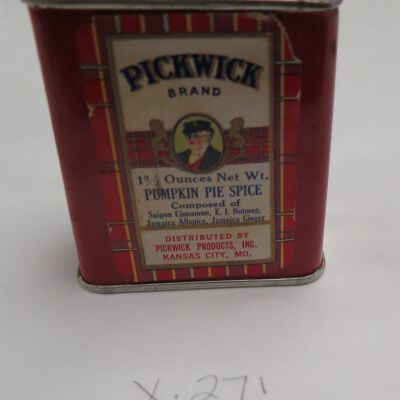 PICKWICK
BRAND
1¾ Ounces Net Wt.
PUMPKIN PIE SPICE
Composed of
Saigon Cinnamon, E. I. Nutmeg,
Jamaica Allspice, Jamaica Ginger
DISTRIBUTED BY
PICKWICK PRODUCTS, INC.
KANSAS CITY, MO.
X.271